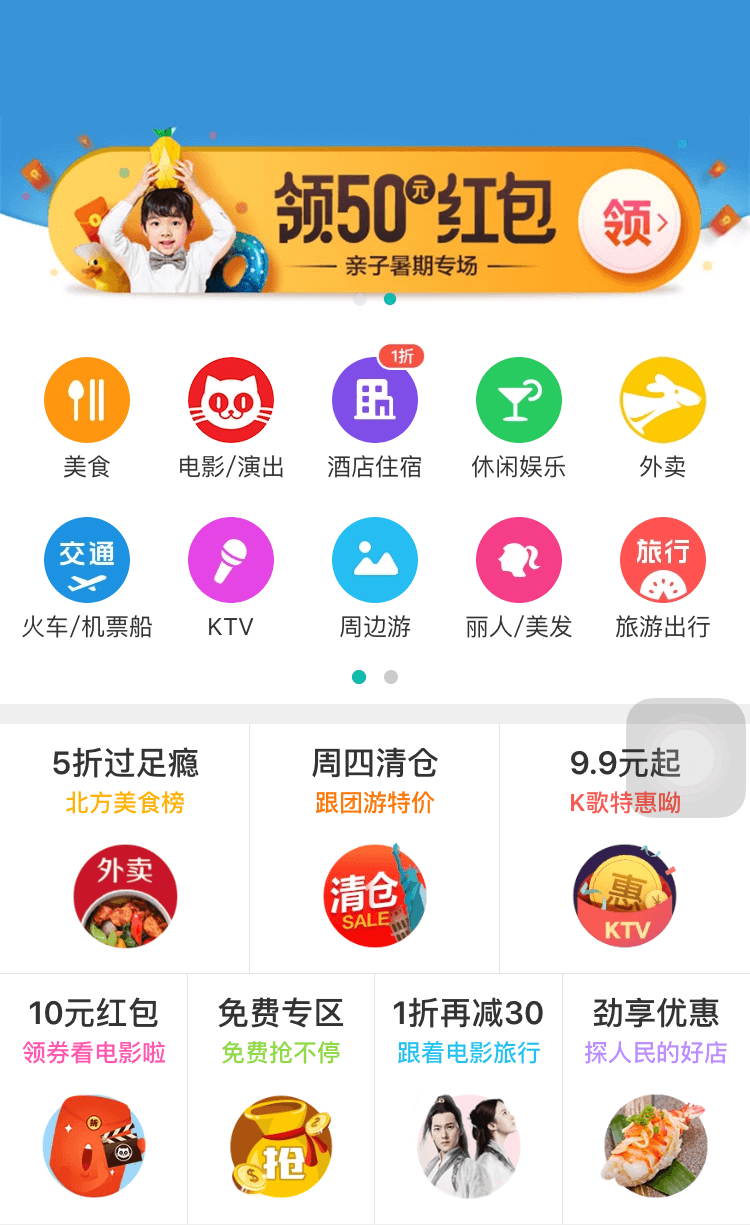 领50元红包
领
亲子暑期专场
1折
美食
电影/演出
酒店住宿
休闲娱乐
外卖
交通
旅行
火车/机票船
KTV
周边游
丽人/美发
旅游出行
5折过足瘾
周四清仓
9.9元起
北方美食榜
跟团游特价
K歌特惠呦
外卖
清仓
SALE
惠
KTV
10元红包
免费专区
1折再减30
劲享优惠
领券看电影啦
免费抢不停
跟着电影旅行
探人民的好店
折
抢